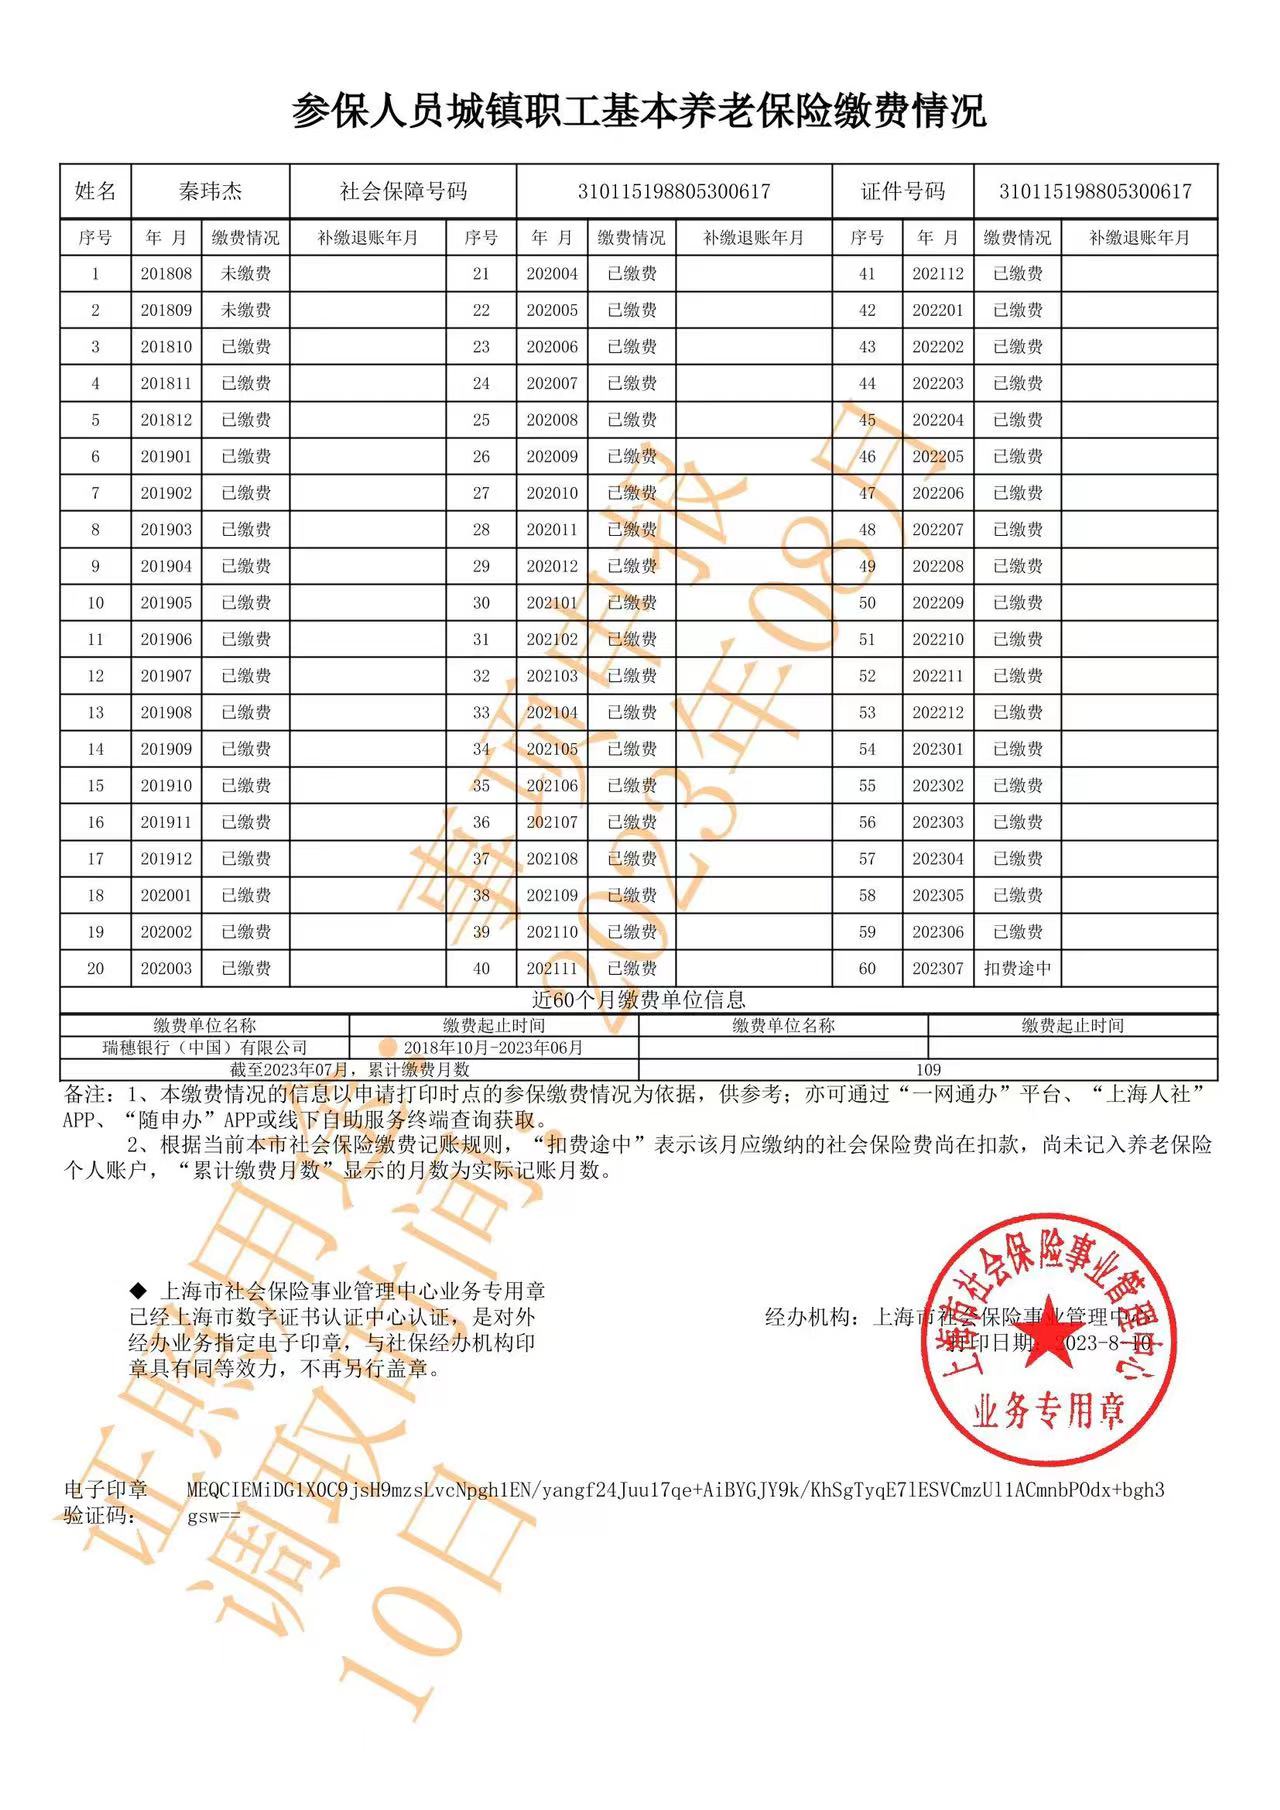 参保人员城镇职工基本养老保险缴费情况
姓名 秦玮杰 社会保障号码 310115198805300617 证件号码 310115198805300617
序号 年 月 缴费情况 补缴退账年月 序号 年 月 缴费情况 补缴退账年月 序号 年 月 缴费情况 补缴退账年月
1 201808 未缴费 21 202004 已缴费 41 202112 已缴费
2 201809 未缴费 22 202005 已缴费 42 202201 已缴费
3 201810 已缴费 23 202006 已缴费 43 202202 已缴费
4 201811 已缴费 24 202007 已缴费 44 202203 已缴费
5 201812 已缴费 25 202008 已缴费 45 202204 已缴费
6 201901 已缴费 26 202009 已缴费 46 202205 已缴费
7 201902 已缴费 27 202010 已缴费 47 202206 已缴费
8 201903 已缴费 28 202011 已缴费 48 202207 已缴费
9 201904 已缴费 29 202012 已缴费 49 202208 已缴费
10 201905 已缴费 30 202101 已缴费 50 202209 已缴费
11 201906 已缴费 31 202102 已缴费 51 202210 已缴费
12 201907 已缴费 32 202103 已缴费 52 202211 已缴费
13 201908 已缴费 33 202104 已缴费 53 202212 已缴费
14 201909 已缴费 34 202105 已缴费 54 202301 已缴费
15 201910 已缴费 35 202106 已缴费 55 202302 已缴费
16 201911 已缴费 36 202107 已缴费 56 202303 已缴费
17 201912 已缴费 37 202108 已缴费 57 202304 已缴费
18 202001 已缴费 38 202109 已缴费 58 202305 已缴费
19 202002 已缴费 39 202110 已缴费 59 202306 已缴费
20 202003 已缴费 40 202111 已缴费 60 202307 扣费途中
近60个月缴费单位信息
缴费单位名称 缴费起止时间 缴费单位名称 缴费起止时间
瑞穗银行（中国）有限公司 2018年10月-2023年06月
截至2023年07月，累计缴费月数 109
备注：1、本缴费情况的信息以申请打印时点的参保缴费情况为依据，供参考；亦可通过“一网通办”平台、“上海人社”
APP、“随申办”APP或线下自助服务终端查询获取。
2、根据当前本市社会保险缴费记账规则，“扣费途中”表示该月应缴纳的社会保险费尚在扣款，尚未记入养老保险
个人账户，“累计缴费月数”显示的月数为实际记账月数。
◆ 上海市社会保险事业管理中心业务专用章
已经上海市数字证书认证中心认证，是对外
经办业务指定电子印章，与社保经办机构印
章具有同等效力，不再另行盖章。
经办机构：上海市社会保险事业管理中心
打印日期：2023-8-10
上海市社会保险事业管理中心
业务专用章
电子印章 MEQCIEMiDG1XOC9jsH9mzsLvcNpgh1EN/yangf24Juu17qe+AiBYGJY9k/KhSgTyqE7lESVCmzUl1ACmnbPOdx+bgh3
验证码： gsw==
证照用途：事项申报
调取时间：2023年08月
10日